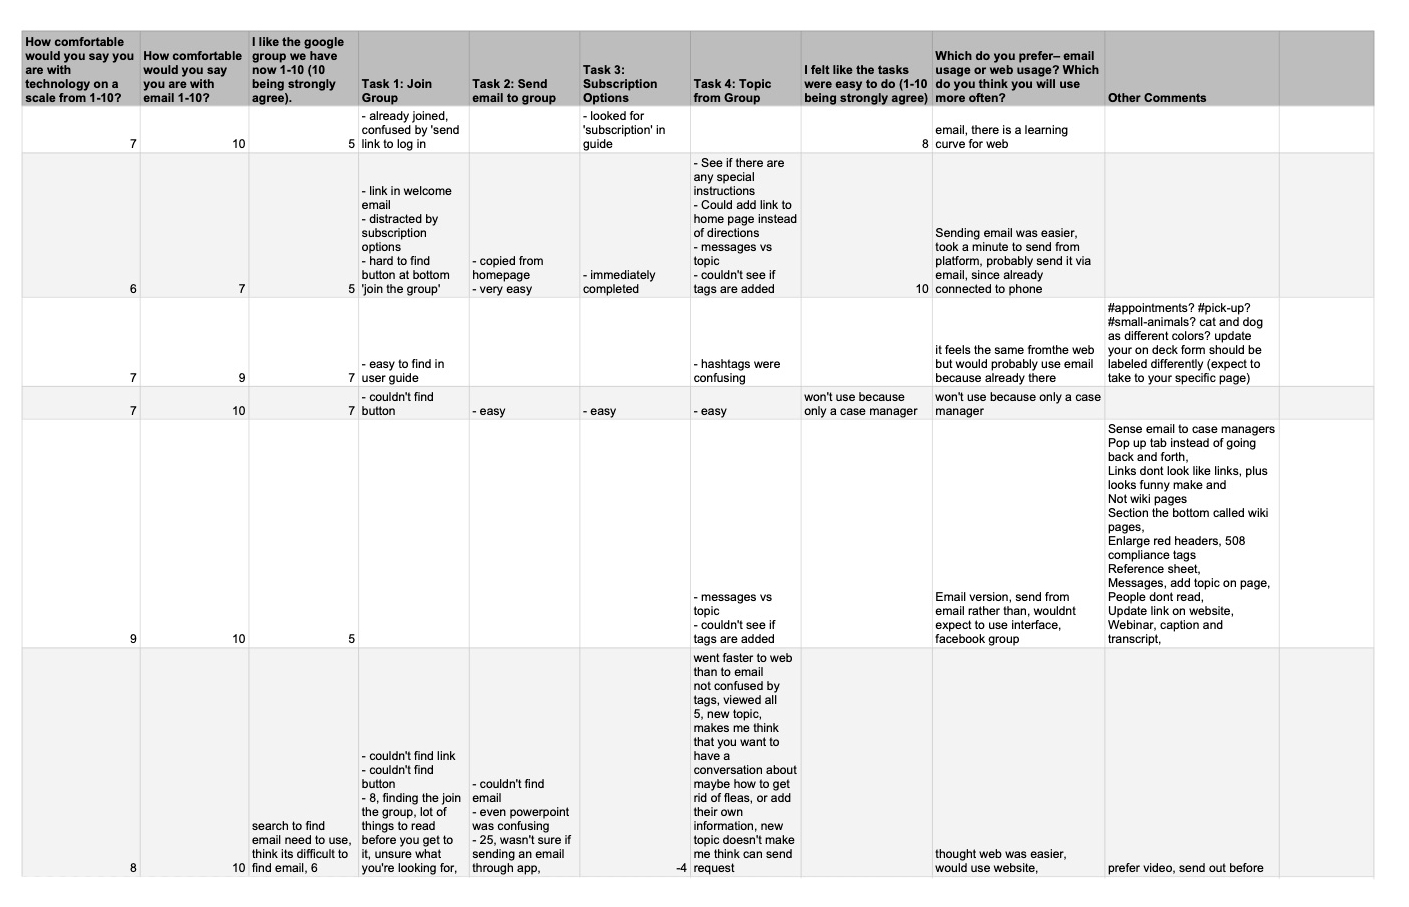 How comfortable
would you say you
are with
technology on a
scale from 1-10?
How comfortable
would you say
you are with
email 1-10?
I like the google
group we have
now 1-10 (10
being strongly
agree).
Task 1: Join
Group
Task 2: Send
email to group
Task 3:
Subscription
Options
Task 4: Topic
from Group
I felt like the tasks
were easy to do (1-10
being strongly agree)
Which do you prefer– email
usage or web usage? Which
do you think you will use
more often?
Other Comments
7
10
5
- already joined,
confused by 'send
link to log in
- looked for
'subscription' in
guide
8
email, there is a learning
curve for web
6
7
5
- link in welcome
email
- distracted by
subscription
options
- hard to find
button at bottom
'join the group'
- copied from
homepage
- very easy
- immediately
completed
- See if there are
any special
instructions
- Could add link to
home page instead
of directions
- messages vs
topic
- couldn't see if
tags are added
10
Sending email was easier,
took a minute to send from
platform, probably send it via
email, since already
connected to phone
7
9
7
- easy to find in
user guide
- hashtags were
confusing
it feels the same fromthe web
but would probably use email
because already there
#appointments? #pick-up?
#small-animals? cat and dog
as different colors? update
your on deck form should be
labeled differently (expect to
take to your specific page)
7
10
7
- couldn't find
button
- easy
- easy
- easy
won't use because
only a case manager
won't use because only a case
manager
9
10
5
- messages vs
topic
- couldn't see if
tags are added
Email version, send from
email rather than, wouldnt
expect to use interface,
facebook group
Sense email to case managers
Pop up tab instead of going
back and forth,
Links dont look like links, plus
looks funny make and
Not wiki pages
Section the bottom called wiki
pages,
Enlarge red headers, 508
compliance tags
Reference sheet,
Messages, add topic on page,
People dont read,
Update link on website,
Webinar, caption and
transcript,
8
10
search to find
email need to use,
think its difficult to
find email, 6
- couldn't find link
- couldn't find
button
- 8, finding the join
the group, lot of
things to read
before you get to
it, unsure what
you're looking for,
- couldn't find
email
- even powerpoint
was confusing
- 25, wasn't sure if
sending an email
through app,
-4
went faster to web
than to email
not confused by
tags, viewed all
5, new topic,
makes me think
that you want to
have a
conversation about
maybe how to get
rid of fleas, or add
their own
information, new
topic doesn't make
me think can send
request
thought web was easier,
would use website,
prefer video, send out before